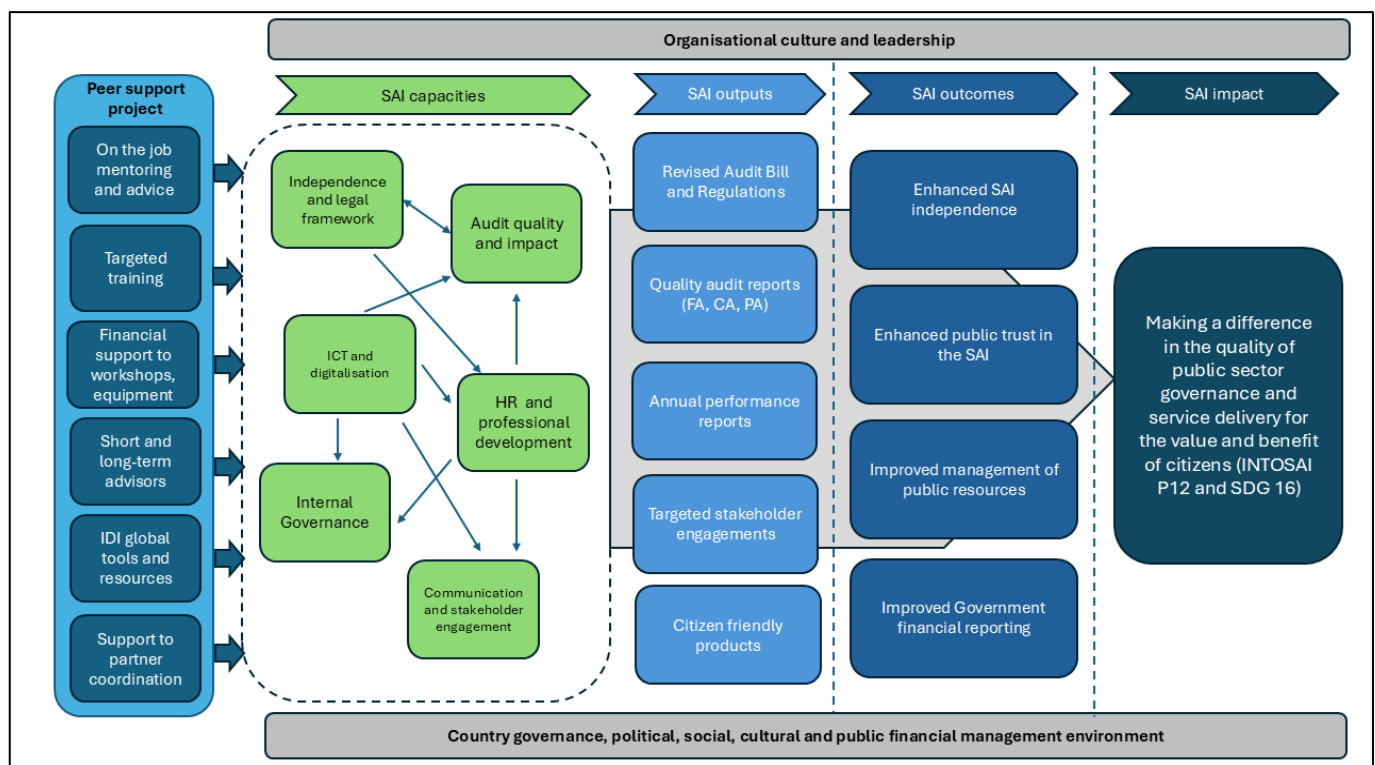 Organisational culture and leadership
Peer support
project
On the job
mentoring
and advice
Targeted
training
Financial
support to
workshops,
equipment
Short and
long-term
advisors
IDI global
tools and
resources
Support to
partner
coordination
SAI capacities
Independence
and legal
framework
Audit quality
and impact
ICT and
digitalisation
HR and
professional
development
Internal
Governance
Communication
and stakeholder
engagement
SAI outputs
Revised Audit Bill
and Regulations
Quality audit reports
(FA, CA, PA)
Annual performance
reports
Targeted stakeholder
engagements
Citizen friendly
products
SAI outcomes
Enhanced SAI
independence
Enhanced public trust in
the SAI
Improved management of
public resources
Improved Government
financial reporting
SAI impact
Making a difference
in the quality of
public sector
governance and
service delivery for
the value and benefit
of citizens (INTOSAI
P12 and SDG 16)
Country governance, political, social, cultural and public financial management environment